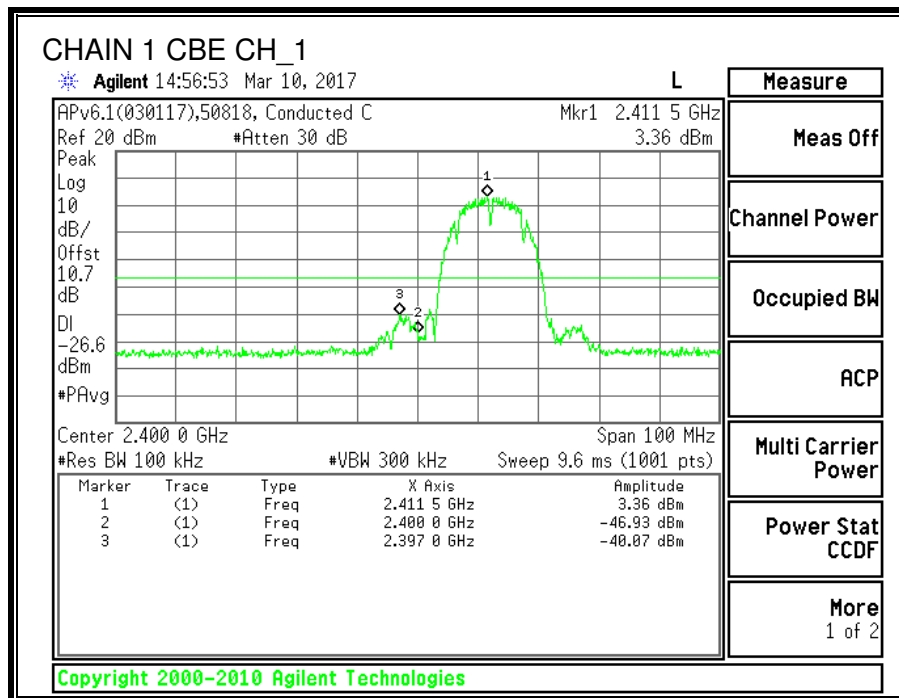 CHAIN 1 CBE CH_1
Agilent 14:56:53 Mar 10, 2017 L
Measure
APv6.1(030117),50818, Conducted C Mkr1 2.411 5 GHz
Ref 20 dBm #Atten 30 dB 3.36 dBm
Meas Off
Peak
Log
10
dB/
Offst
10.7
dB
DI
-26.6
dBm
#PAvg
1
3
2
Channel Power
Occupied BW
ACP
Center 2.400 0 GHz Span 100 MHz
#Res BW 100 kHz #VBW 300 kHz Sweep 9.6 ms (1001 pts)
Multi Carrier
Power
Marker Trace Type X Axis Amplitude
1 (1) Freq 2.411 5 GHz 3.36 dBm
2 (1) Freq 2.400 0 GHz -46.93 dBm
3 (1) Freq 2.397 0 GHz -40.07 dBm
Power Stat
CCDF
More
1 of 2
Copyright 2000-2010 Agilent Technologies